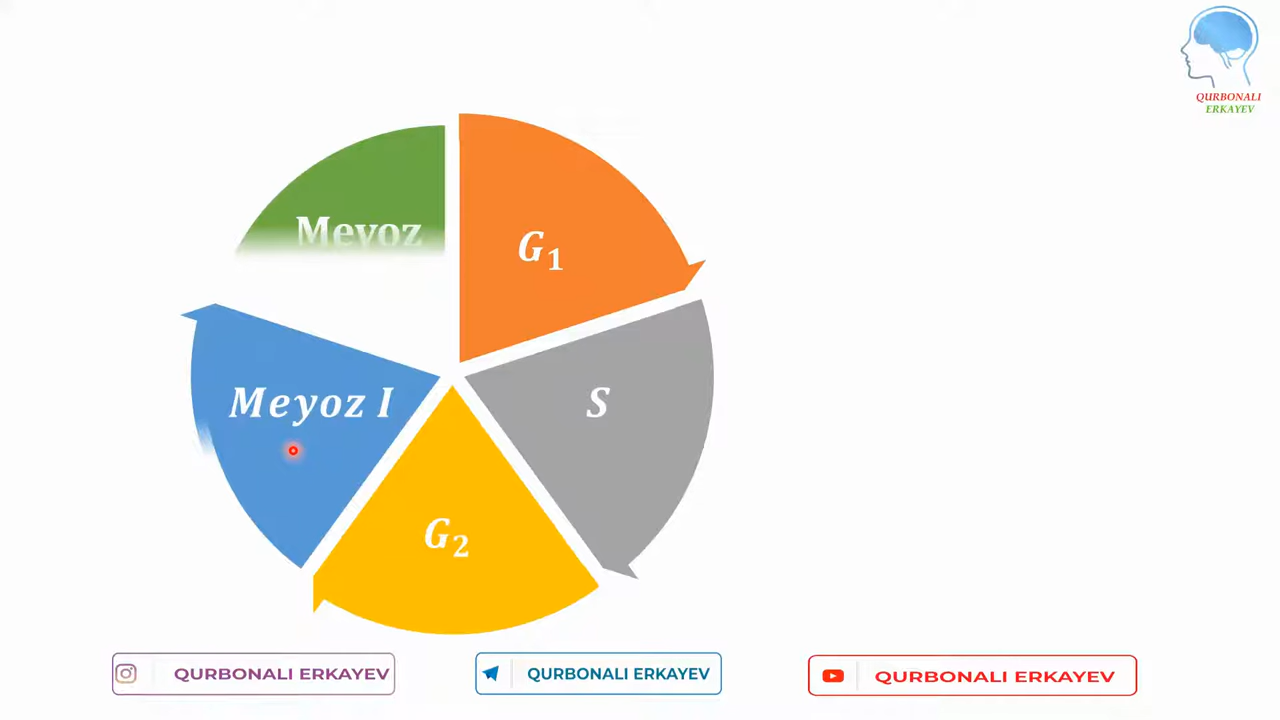 QURBONALI
ERKAYEV
Meyoz
G₁
Meyoz I
S
G₂
QURBONALI ERKAYEV
QURBONALI ERKAYEV
QURBONALI ERKAYEV